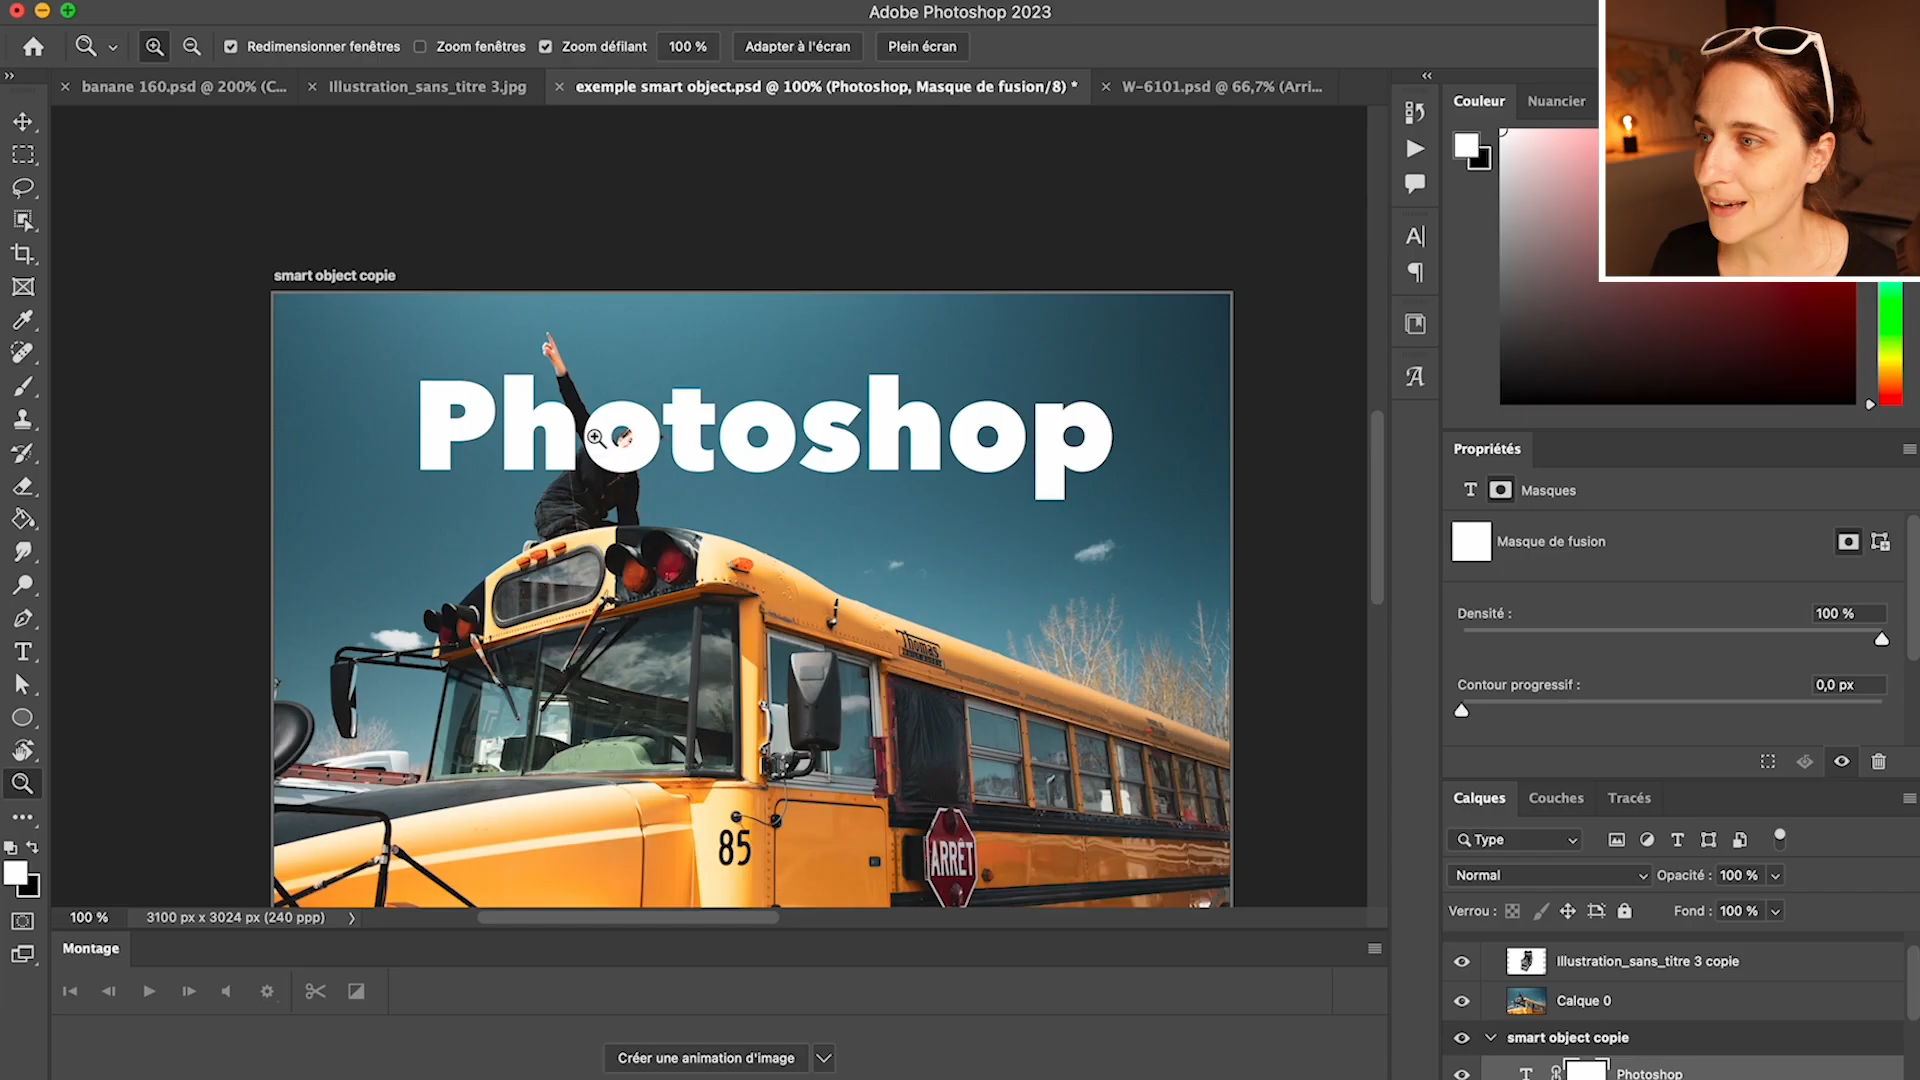 Adobe Photoshop 2023
Redimensionner fenêtres
Zoom fenêtres
Zoom défilant
100 %
Adapter à l'écran
Plein écran
banane 160.psd @ 200% (C...
Illustration_sans_titre 3.jpg
exemple smart object.psd @ 100% (Photoshop, Masque de fusion/8) *
W-6101.psd @ 66,7% (Arri...
Couleur
Nuancier
smart object copie
Photoshop
Thomas
85
ARRÊT
Propriétés
Masques
Masque de fusion
Densité :
100 %
Contour progressif :
0,0 px
Calques
Couches
Tracés
Type
Normal
Opacité :
100 %
Verrou :
Fond :
100 %
Illustration_sans_titre 3 copie
Calque 0
smart object copie
Photoshop
100 %
3100 px x 3024 px (240 ppp)
Montage
Créer une animation d'image